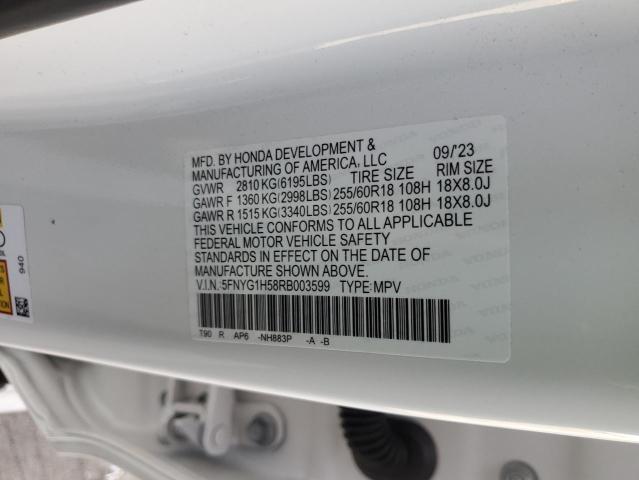 MFD. BY HONDA DEVELOPMENT &
MANUFACTURING OF AMERICA, LLC 09/'23
GVWR 2810 KG(6195LBS) TIRE SIZE RIM SIZE
GAWR F 1360 KG(2998LBS) 255/60R18 108H 18X8.0J
GAWR R 1515 KG(3340LBS) 255/60R18 108H 18X8.0J
THIS VEHICLE CONFORMS TO ALL APPLICABLE
FEDERAL MOTOR VEHICLE SAFETY
STANDARDS IN EFFECT ON THE DATE OF
MANUFACTURE SHOWN ABOVE.
V.I.N.:5FNYG1H58RB003599 TYPE:MPV
T90 R AP6 -NH883P -A -B
940